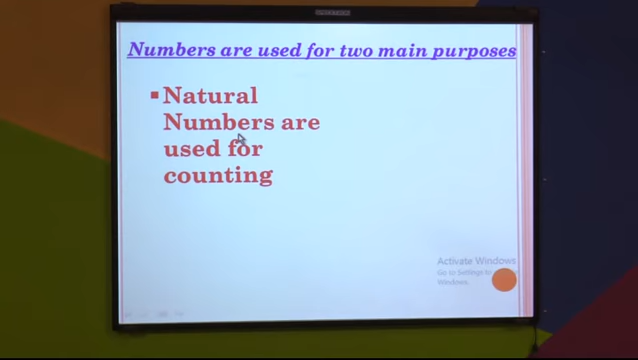 Numbers are used for two main purposes
Natural
Numbers are
used for
counting
Activate Windows
Go to Settings to
Windows.